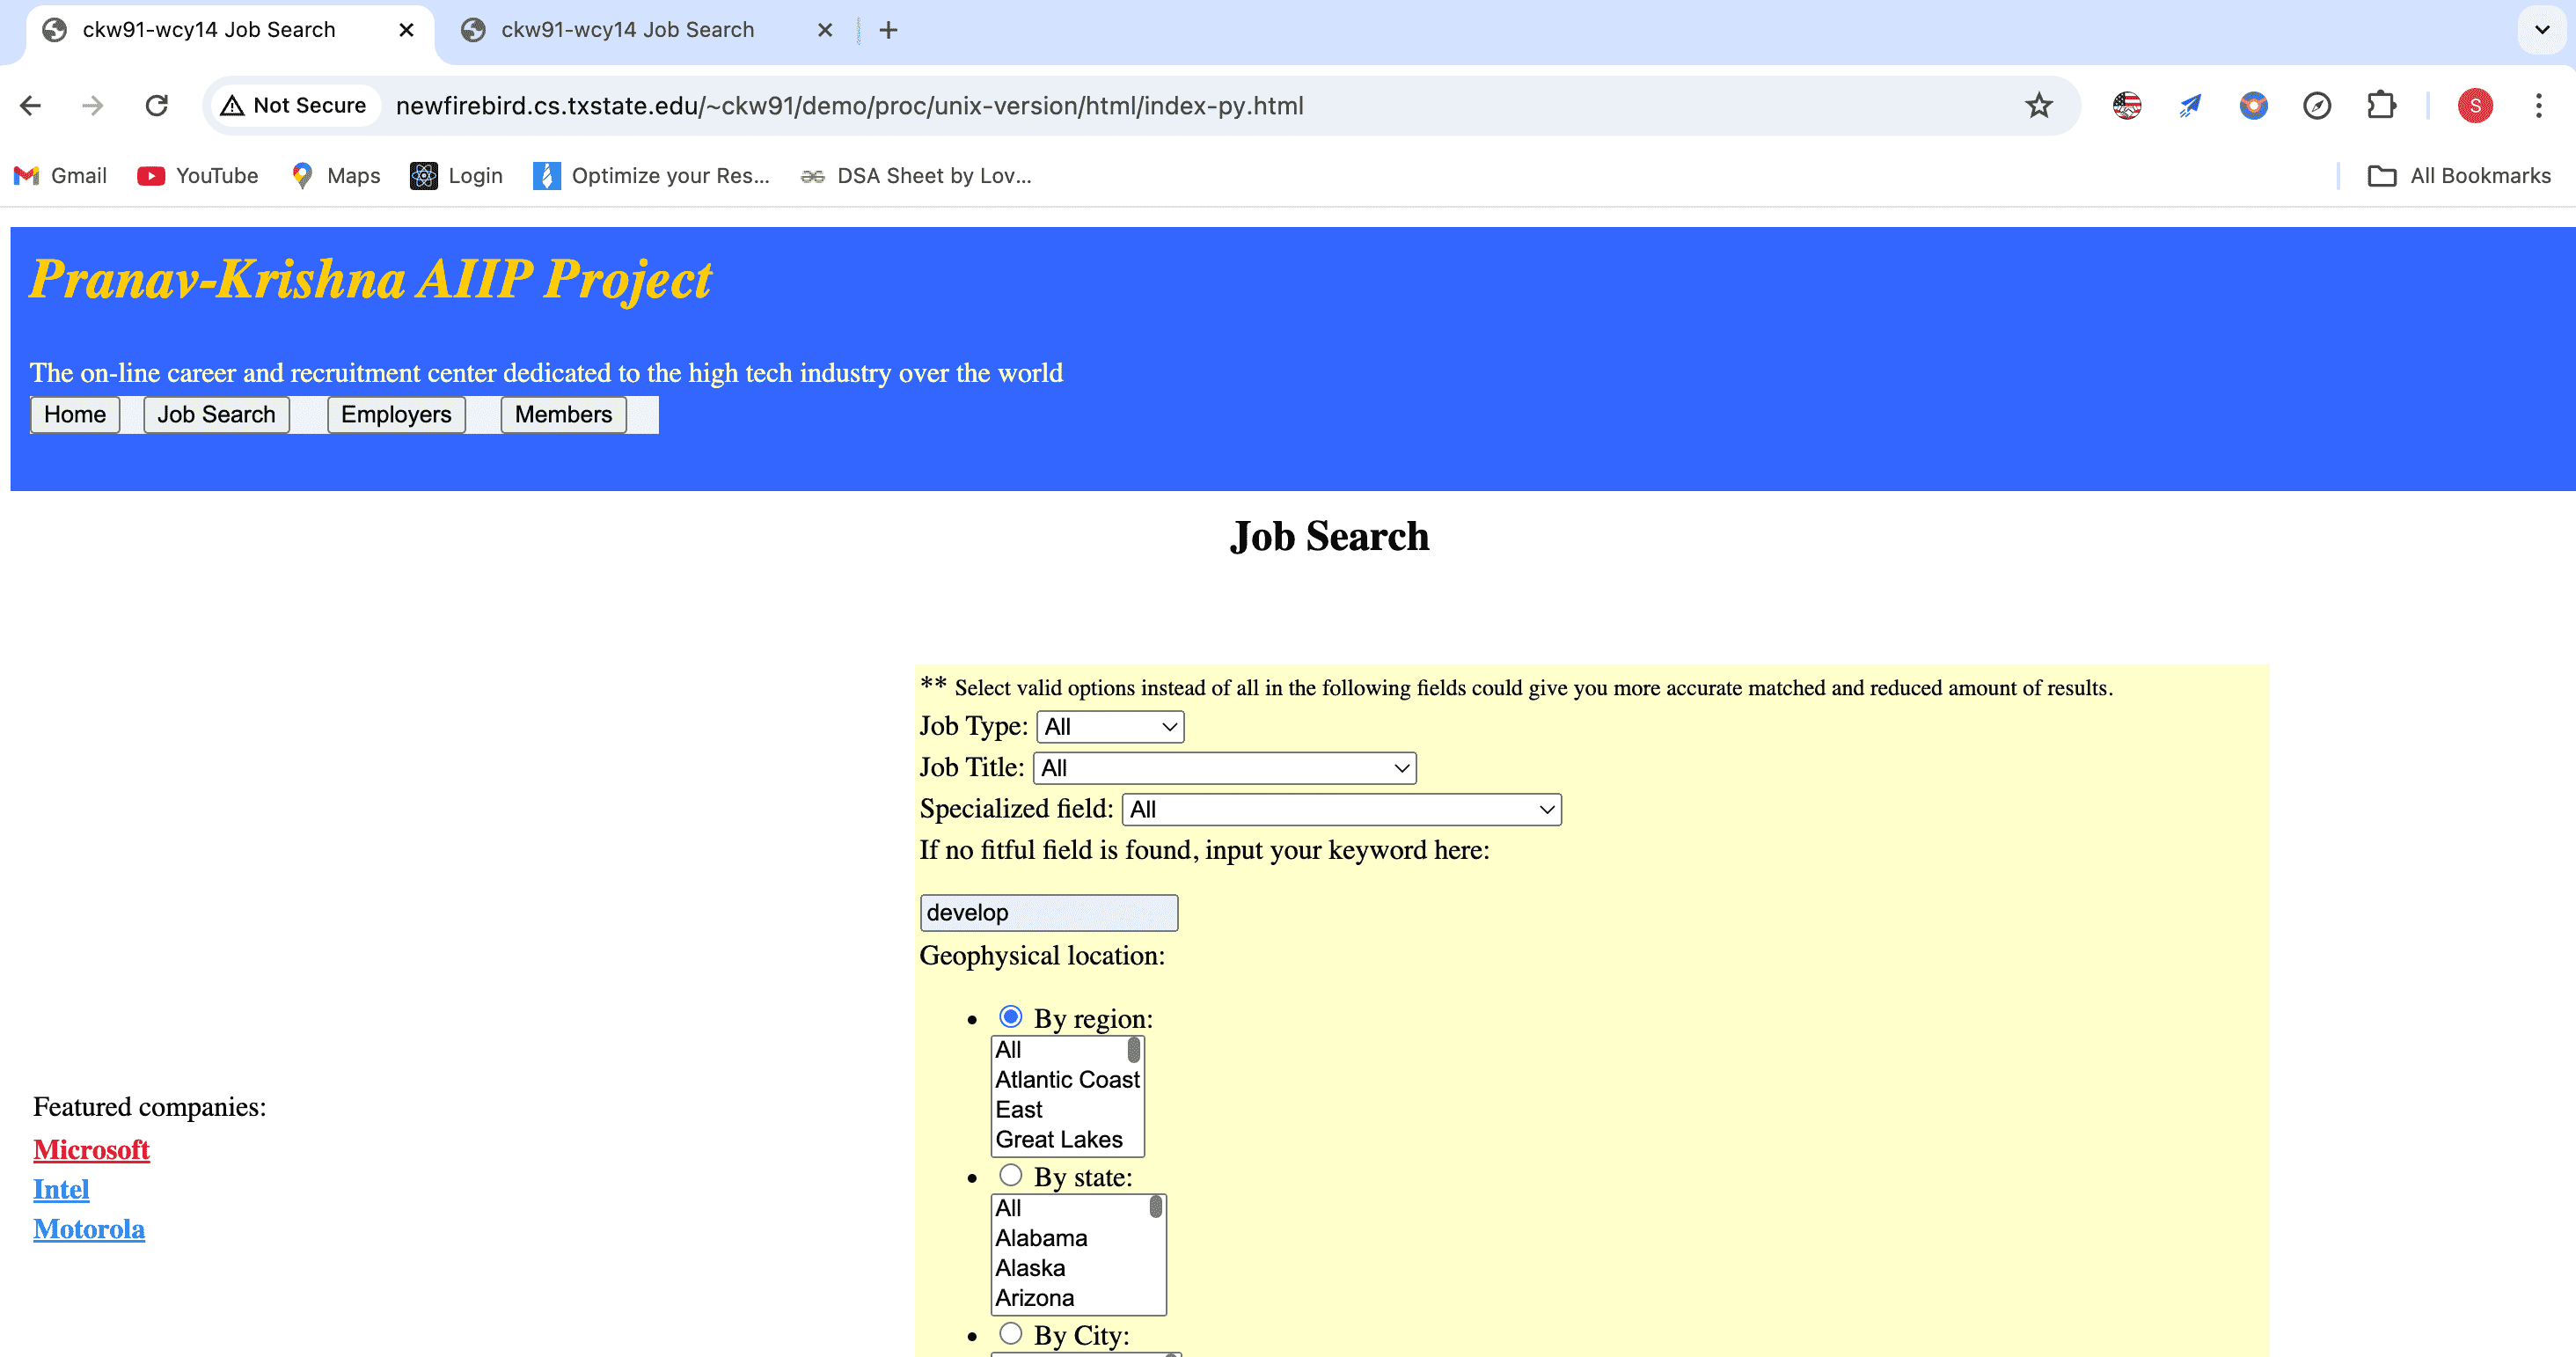 ckw91-wcy14 Job Search
ckw91-wcy14 Job Search
Not Secure newfirebird.cs.txstate.edu/~ckw91/demo/proc/unix-version/html/index-py.html S
Gmail YouTube Maps Login Optimize your Res... DSA Sheet by Lov... All Bookmarks
Pranav-Krishna AIIP Project
The on-line career and recruitment center dedicated to the high tech industry over the world
Home Job Search Employers Members
Job Search
** Select valid options instead of all in the following fields could give you more accurate matched and reduced amount of results.
Job Type: All
Job Title: All
Specialized field: All
If no fitful field is found, input your keyword here:
develop
Geophysical location:
By region:
All
Atlantic Coast
East
Great Lakes
By state:
All
Alabama
Alaska
Arizona
By City:
Featured companies:
Microsoft
Intel
Motorola